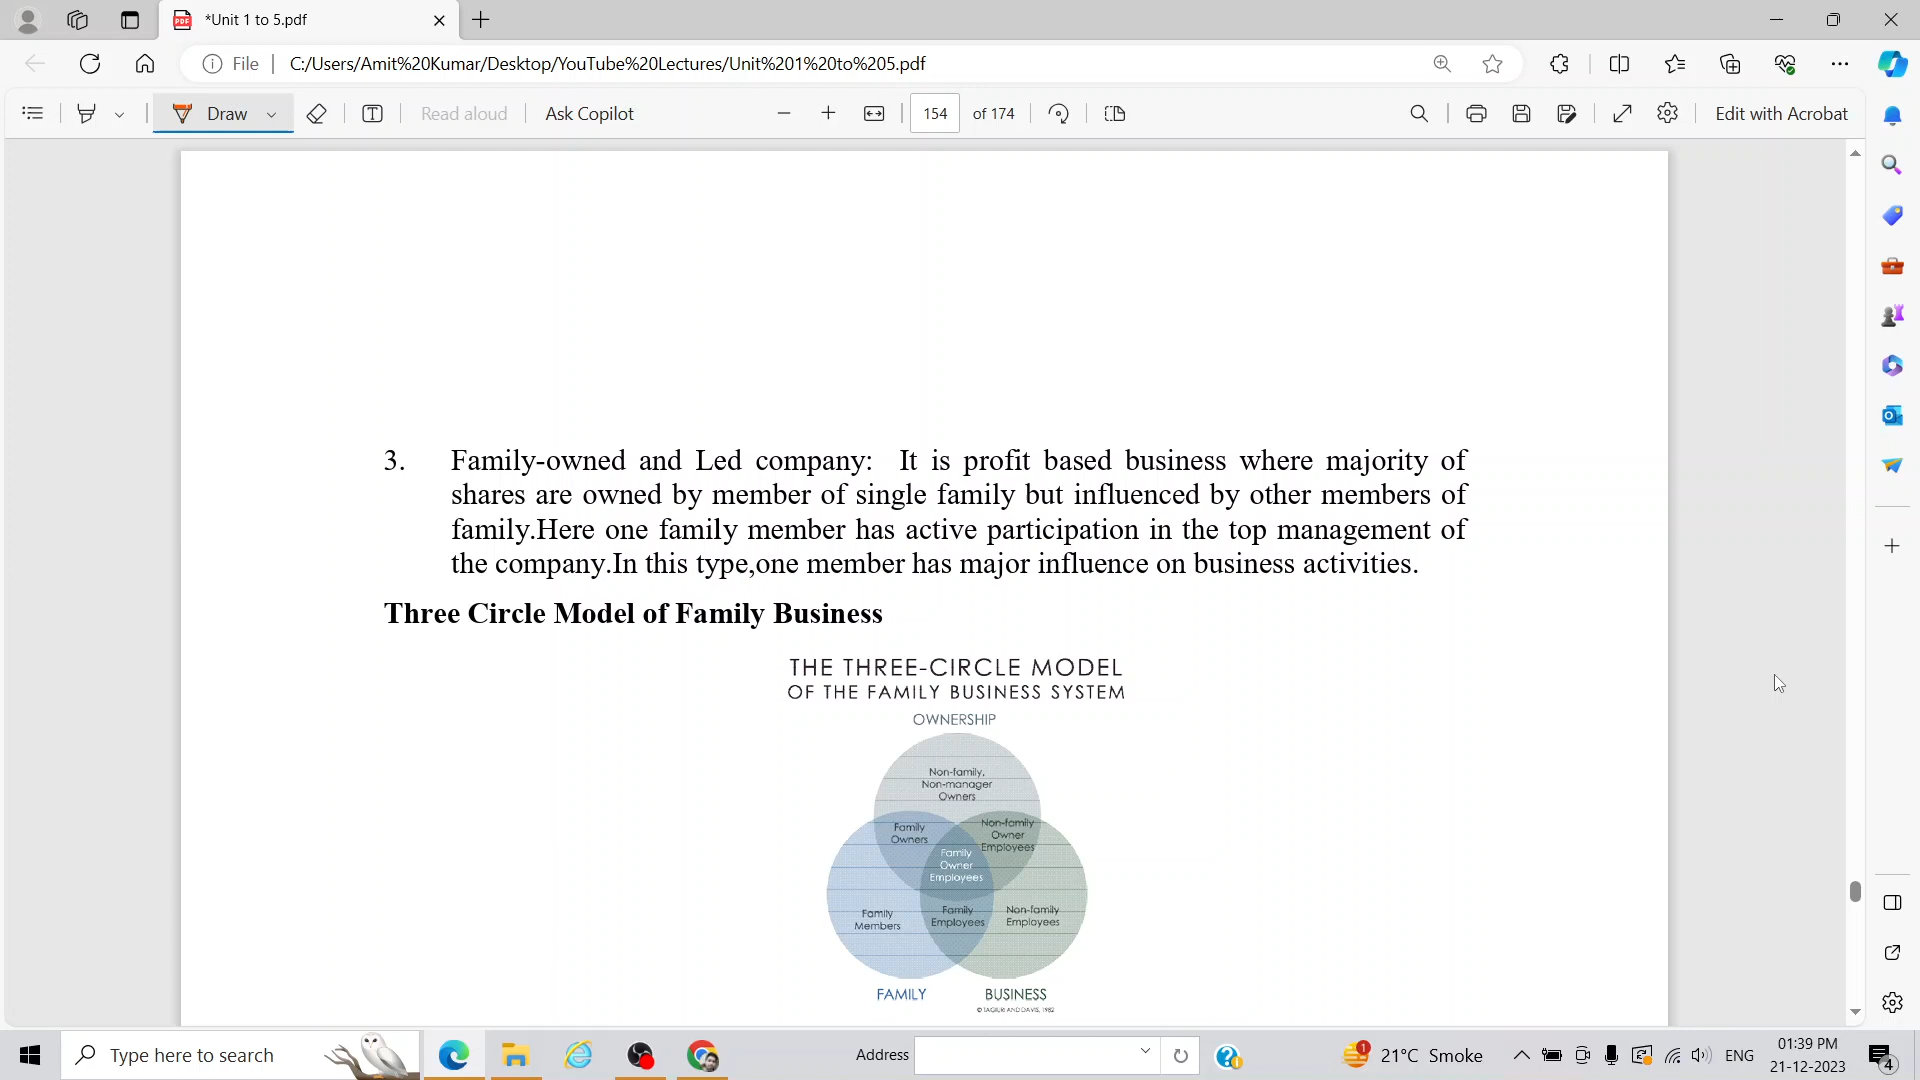 *Unit 1 to 5.pdf
File
C:/Users/Amit%20Kumar/Desktop/YouTube%20Lectures/Unit%201%20to%205.pdf
Draw
Read aloud
Ask Copilot
154
of 174
Edit with Acrobat
3. Family-owned and Led company: It is profit based business where majority of
shares are owned by member of single family but influenced by other members of
family.Here one family member has active participation in the top management of
the company.In this type,one member has major influence on business activities.
Three Circle Model of Family Business
THE THREE-CIRCLE MODEL
OF THE FAMILY BUSINESS SYSTEM
OWNERSHIP
Non-family,
Non-manager
Owners
Family
Owners
Non-family
Owner
Employees
Family
Owner
Employees
Family
Members
Family
Employees
Non-family
Employees
FAMILY
BUSINESS
© TAGIURI AND DAVIS, 1982
Type here to search
Address
1
21°C Smoke
ENG
01:39 PM
21-12-2023
4